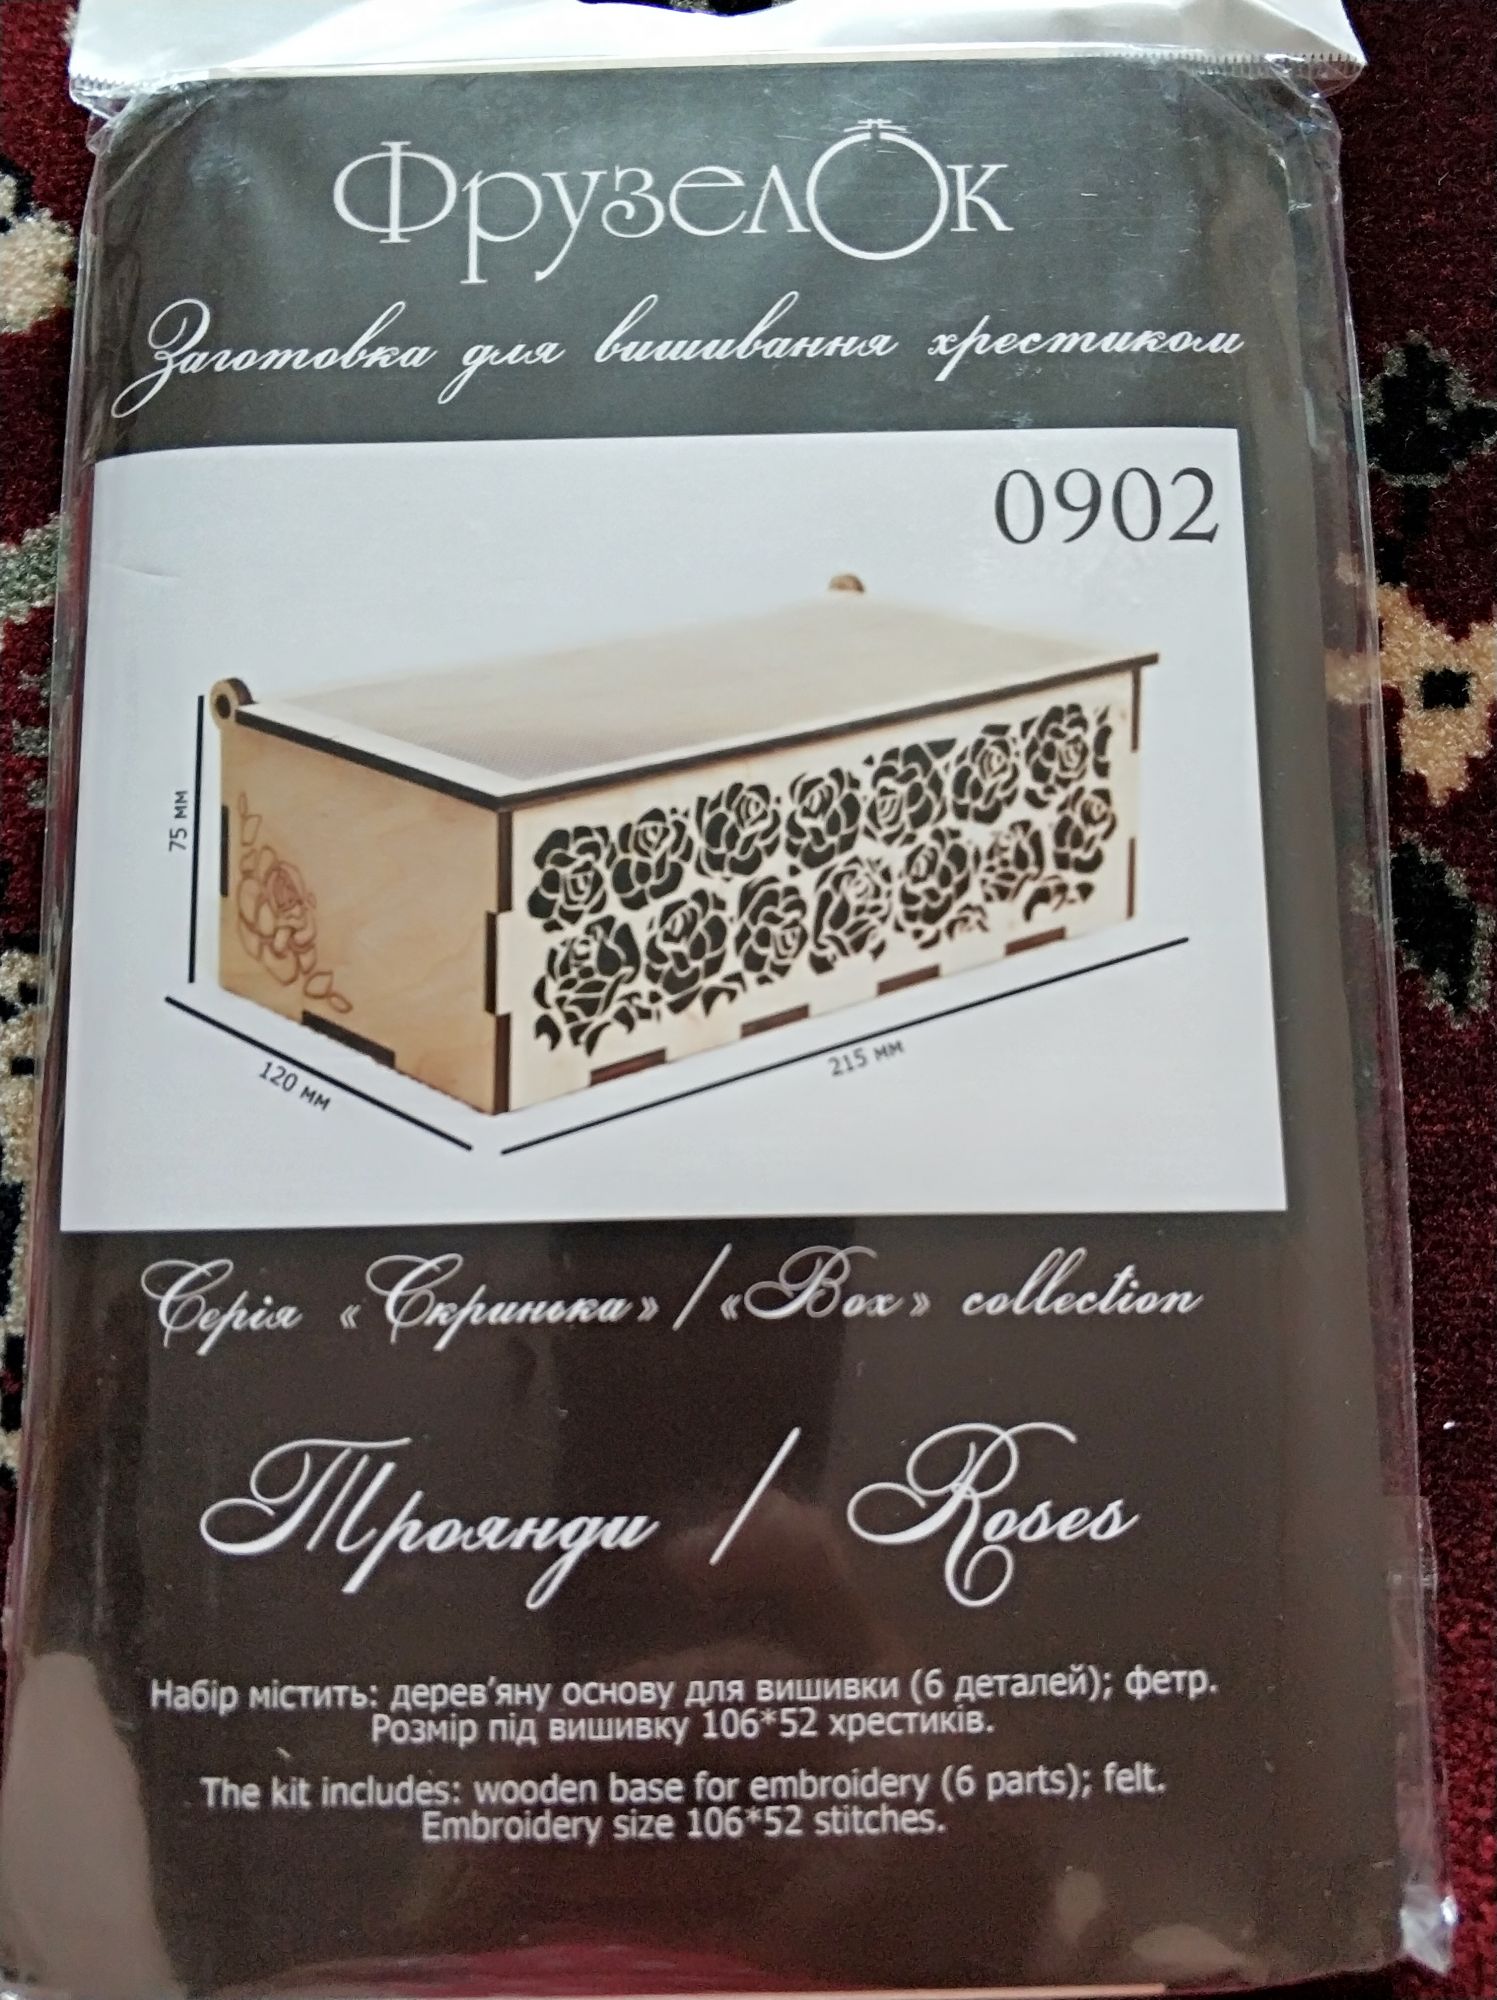 ФрузелОк
Заготовка для вишивання хрестиком
0902
75 мм
120 мм
215 мм
Серія «Скринька» / «Box» collection
Троянди / Roses
Набір містить: дерев'яну основу для вишивки (6 деталей); фетр.
Розмір під вишивку 106*52 хрестиків.
The kit includes: wooden base for embroidery (6 parts); felt.
Embroidery size 106*52 stitches.